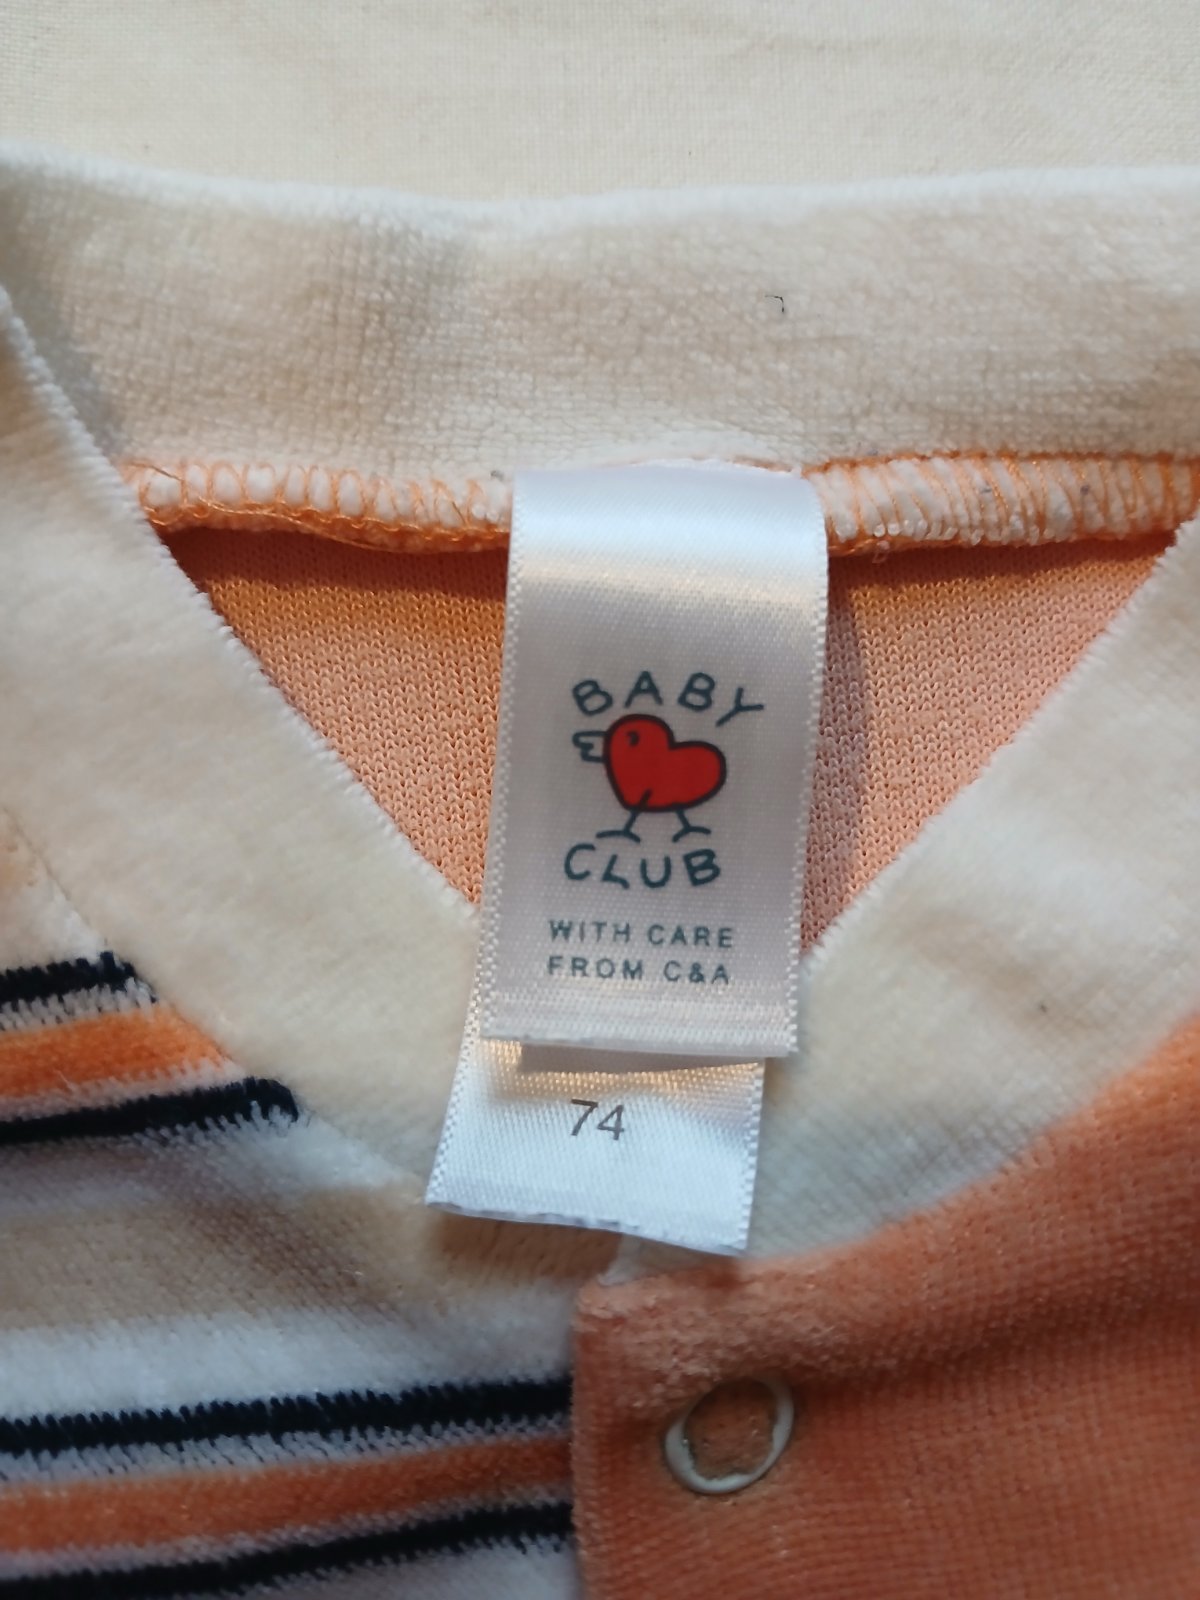 BABY
CLUB
WITH CARE
FROM C&A
74